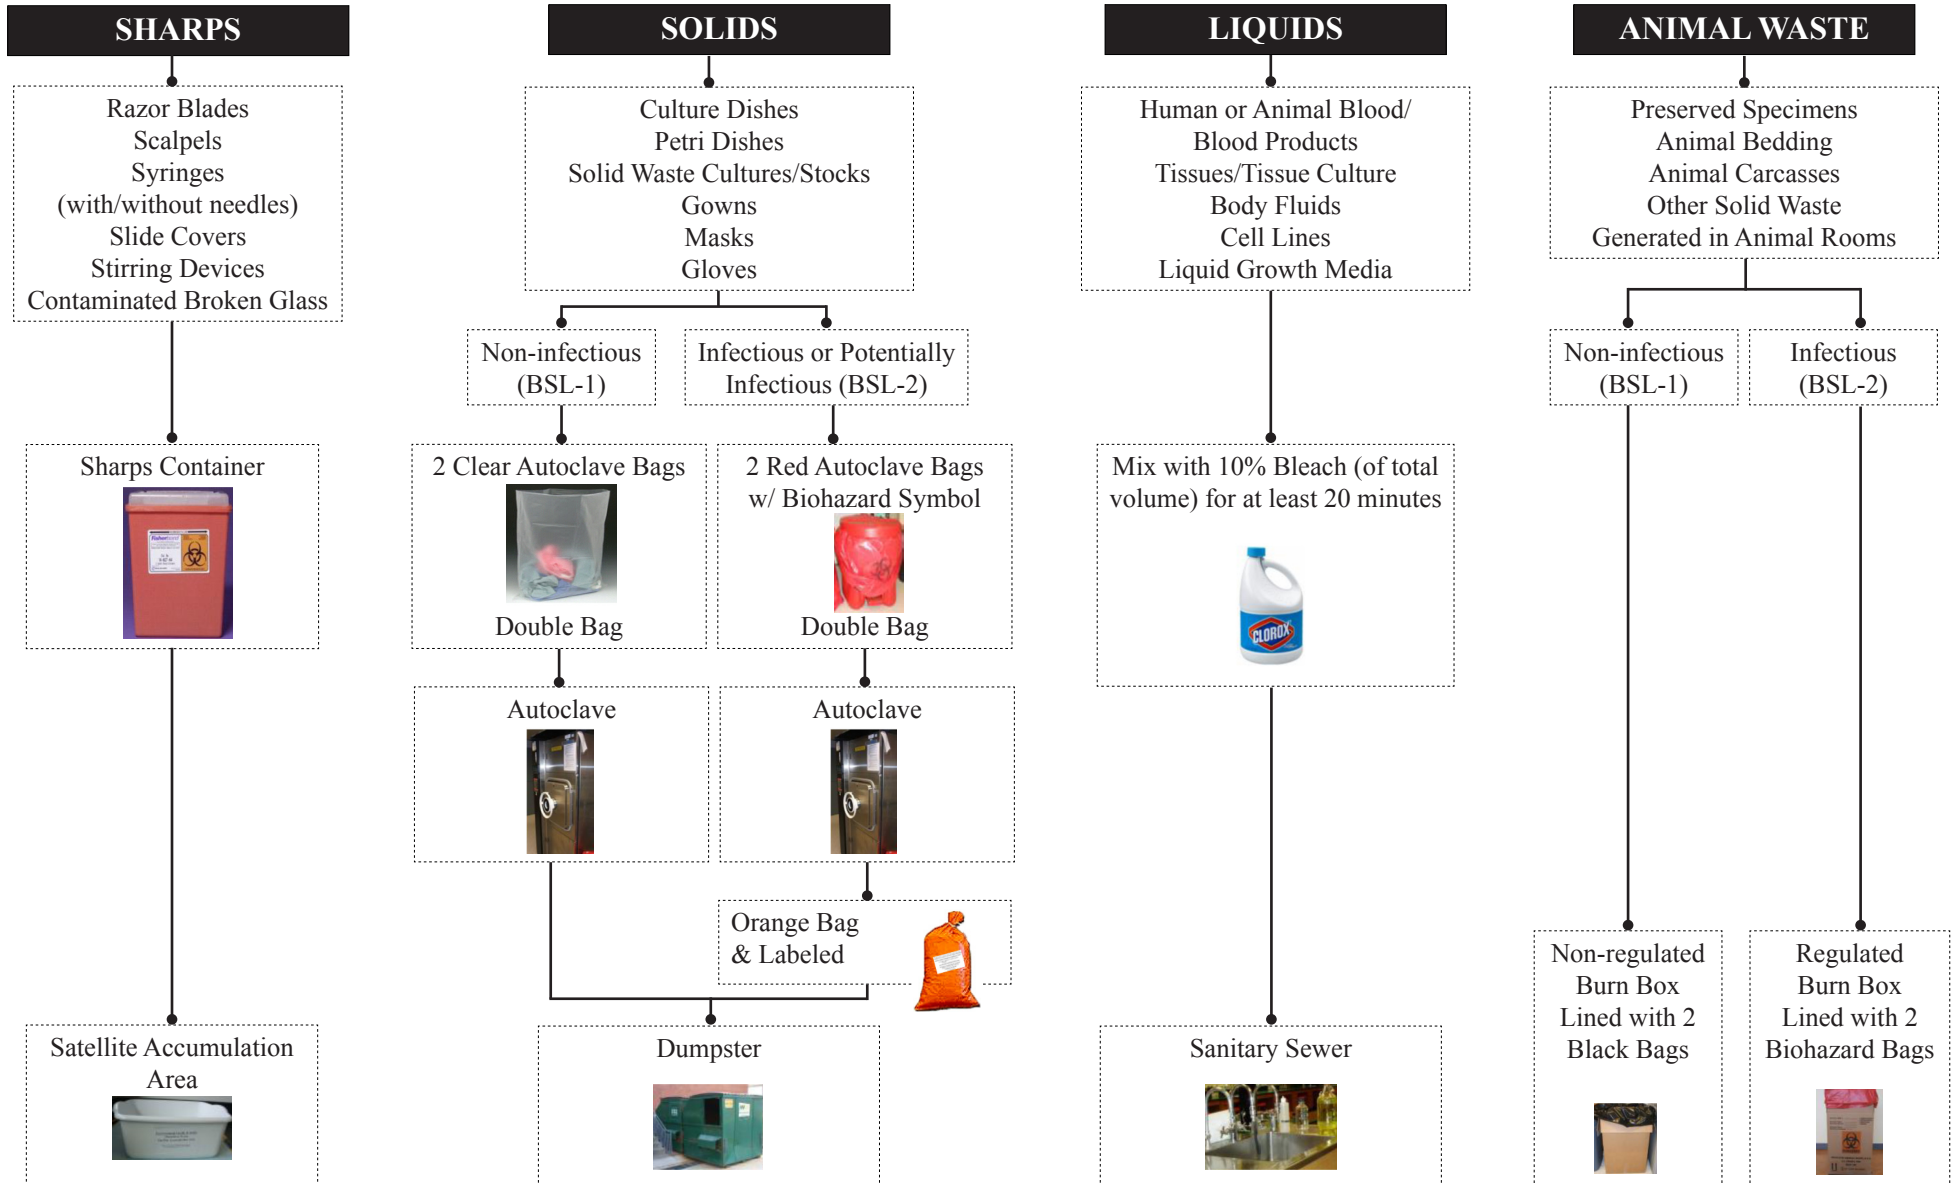 SHARPS
Razor Blades
Scalpels
Syringes
(with/without needles)
Slide Covers
Stirring Devices
Contaminated Broken Glass
Sharps Container
Satellite Accumulation
Area
SOLIDS
Culture Dishes
Petri Dishes
Solid Waste Cultures/Stocks
Gowns
Masks
Gloves
Non-infectious
(BSL-1)
2 Clear Autoclave Bags
Double Bag
Autoclave
Infectious or Potentially
Infectious (BSL-2)
2 Red Autoclave Bags
w/ Biohazard Symbol
Double Bag
Autoclave
Orange Bag
& Labeled
Dumpster
LIQUIDS
Human or Animal Blood/
Blood Products
Tissues/Tissue Culture
Body Fluids
Cell Lines
Liquid Growth Media
Mix with 10% Bleach (of total
volume) for at least 20 minutes
CLOROX
Sanitary Sewer
ANIMAL WASTE
Preserved Specimens
Animal Bedding
Animal Carcasses
Other Solid Waste
Generated in Animal Rooms
Non-infectious
(BSL-1)
Non-regulated
Burn Box
Lined with 2
Black Bags
Infectious
(BSL-2)
Regulated
Burn Box
Lined with 2
Biohazard Bags